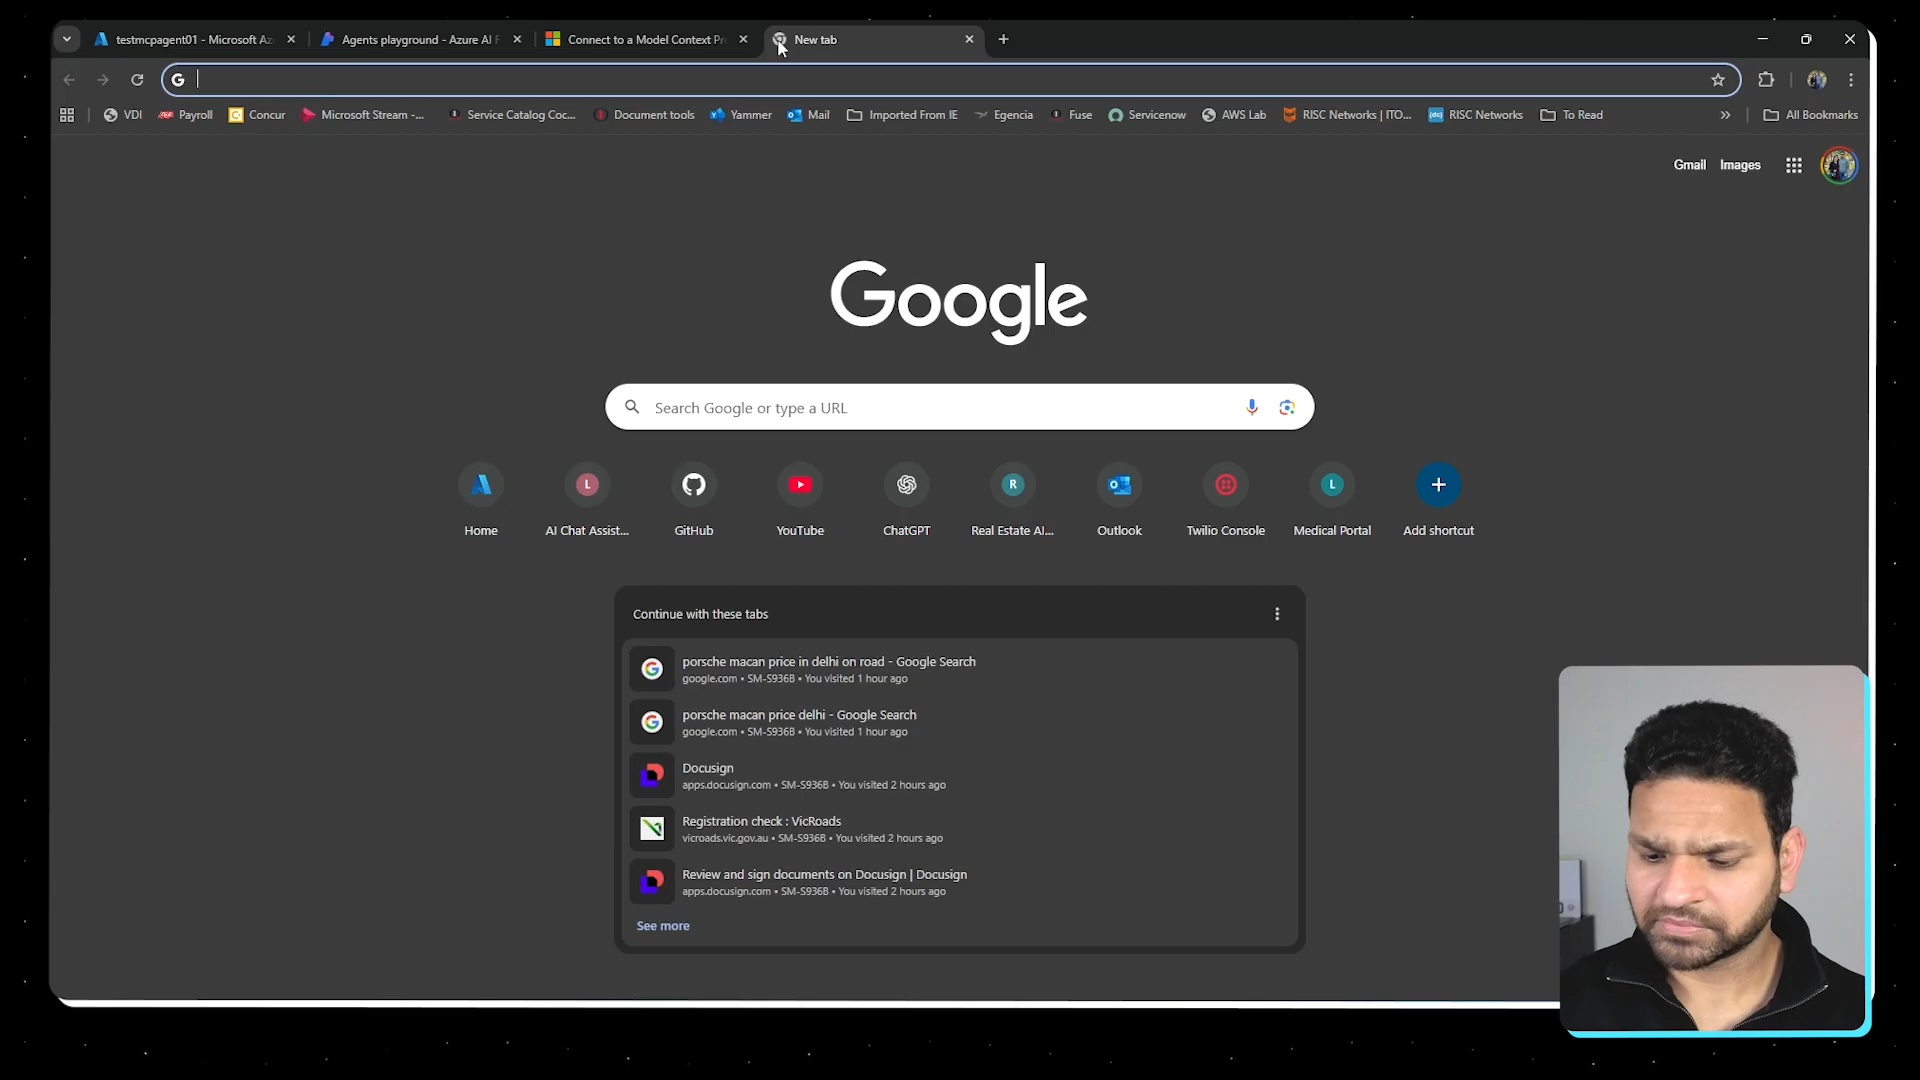 testmcpagent01 - Microsoft Az
Agents playground - Azure AI F
Connect to a Model Context Pr
New tab
VDI
Payroll
Concur
Microsoft Stream -...
Service Catalog Coc...
Document tools
Yammer
Mail
Imported From IE
Egencia
Fuse
Servicenow
AWS Lab
RISC Networks | ITO...
RISC Networks
To Read
All Bookmarks
Gmail
Images
Google
Search Google or type a URL
Home
AI Chat Assist...
GitHub
YouTube
ChatGPT
Real Estate AI...
Outlook
Twilio Console
Medical Portal
Add shortcut
Continue with these tabs
porsche macan price in delhi on road - Google Search
google.com • SM-S936B • You visited 1 hour ago
porsche macan price delhi - Google Search
google.com • SM-S936B • You visited 1 hour ago
Docusign
apps.docusign.com • SM-S936B • You visited 2 hours ago
Registration check : VicRoads
vicroads.vic.gov.au • SM-S936B • You visited 2 hours ago
Review and sign documents on Docusign | Docusign
apps.docusign.com • SM-S936B • You visited 2 hours ago
See more